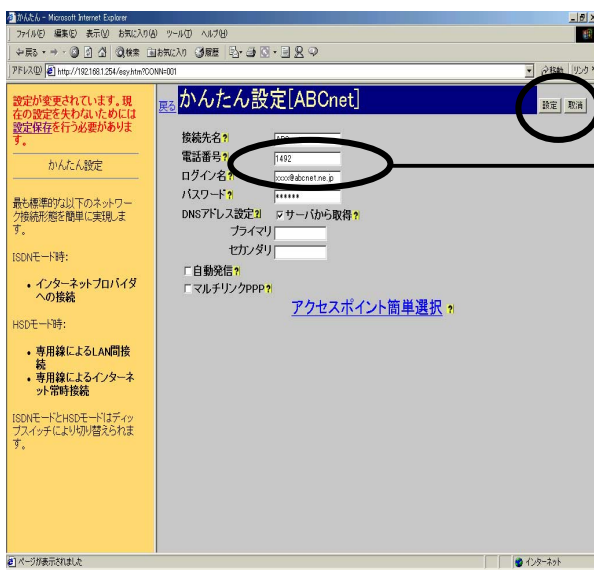 かんたん - Microsoft Internet Explorer
ファイル(F) 編集(E) 表示(V) お気に入り(A) ツール(T) ヘルプ(H)
戻る 検索 お気に入り 履歴
アドレス(D) http://192.168.1.254/esy.htm?CONN=001 移動 リンク
設定が変更されています。現
在の設定を失わないためには
設定保存を行う必要がありま
す。
かんたん設定
最も標準的な以下のネットワー
ク接続形態を簡単に実現しま
す。
ISDNモード時:
• インターネットプロバイダ
への接続
HSDモード時:
• 専用線によるLAN間接
続
• 専用線によるインターネ
ット常時接続
ISDNモードとHSDモードはディッ
プスイッチにより切り替えられま
す。
戻る かんたん設定[ABCnet] 設定 取消
接続先名?
電話番号? 1492
ログイン名? xxxx@abcnet.ne.jp
パスワード? ******
DNSアドレス設定? サーバから取得?
プライマリ
セカンダリ
自動発信?
マルチリンクPPP?
アクセスポイント簡単選択 ?
ページが表示されました インターネット